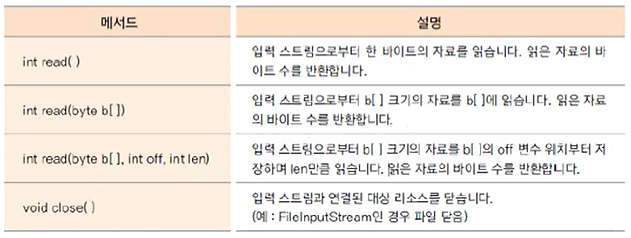 메서드
설명
int read( )
입력 스트림으로부터 한 바이트의 자료를 읽습니다. 읽은 자료의 바
이트 수를 반환합니다.
int read(byte b[ ])
입력 스트림으로부터 b[ ] 크기의 자료를 b[ ]에 읽습니다. 읽은 자료
의 바이트 수를 반환합니다.
int read(byte b[ ], int off, int len)
입력 스트림으로부터 b[ ] 크기의 자료를 b[ ]의 off 변수 위치부터 저
장하며 len만큼 읽습니다. 읽은 자료의 바이트 수를 반환합니다.
void close( )
입력 스트림과 연결된 대상 리소스를 닫습니다.
(예 : FileInputStream인 경우 파일 닫음)